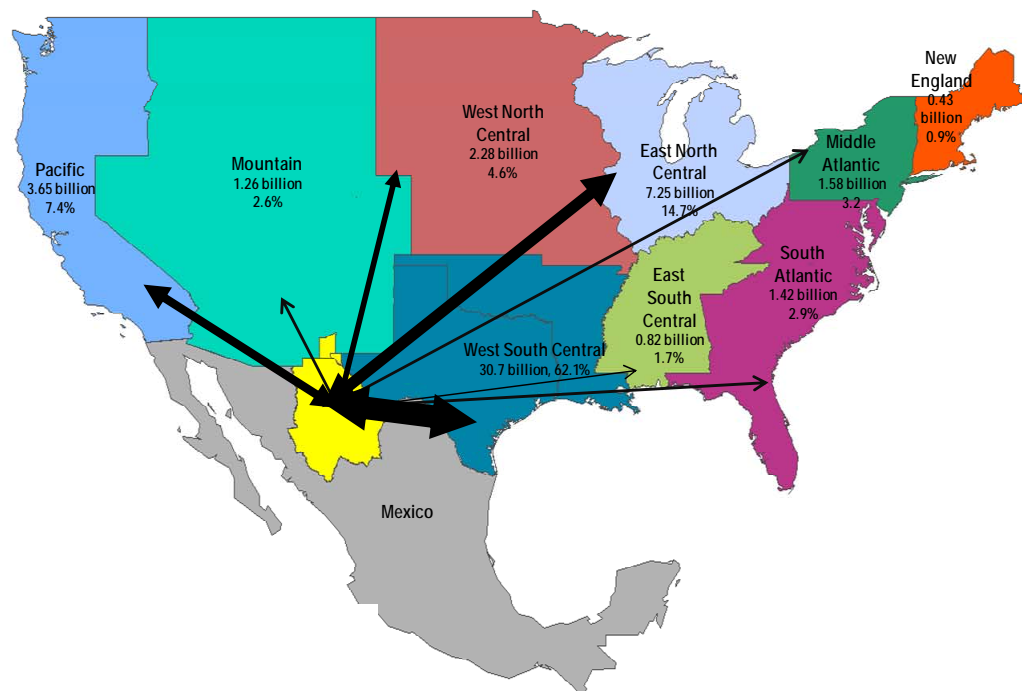 Pacific
3.65 billion
7.4%
Mountain
1.26 billion
2.6%
West North
Central
2.28 billion
4.6%
East North
Central
7.25 billion
14.7%
New
England
0.43
billion
0.9%
Middle
Atlantic
1.58 billion
3.2
South
Atlantic
1.42 billion
2.9%
East
South
Central
0.82 billion
1.7%
West South Central
30.7 billion, 62.1%
Mexico